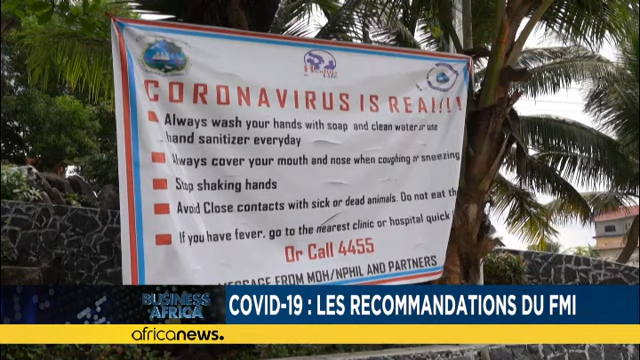 CORONAVIRUS IS REAL!!!
Always wash your hands with soap and clean water or use
hand sanitizer everyday
Always cover your mouth and nose when coughing or sneezing
Stop shaking hands
Avoid Close contacts with sick or dead animals. Do not eat the
If you have fever, go to the nearest clinic or hospital quick
Or Call 4455
MESSAGE FROM MOH/NPHIL AND PARTNERS
BUSINESS
AFRICA
COVID-19 : LES RECOMMANDATIONS DU FMI
africanews.